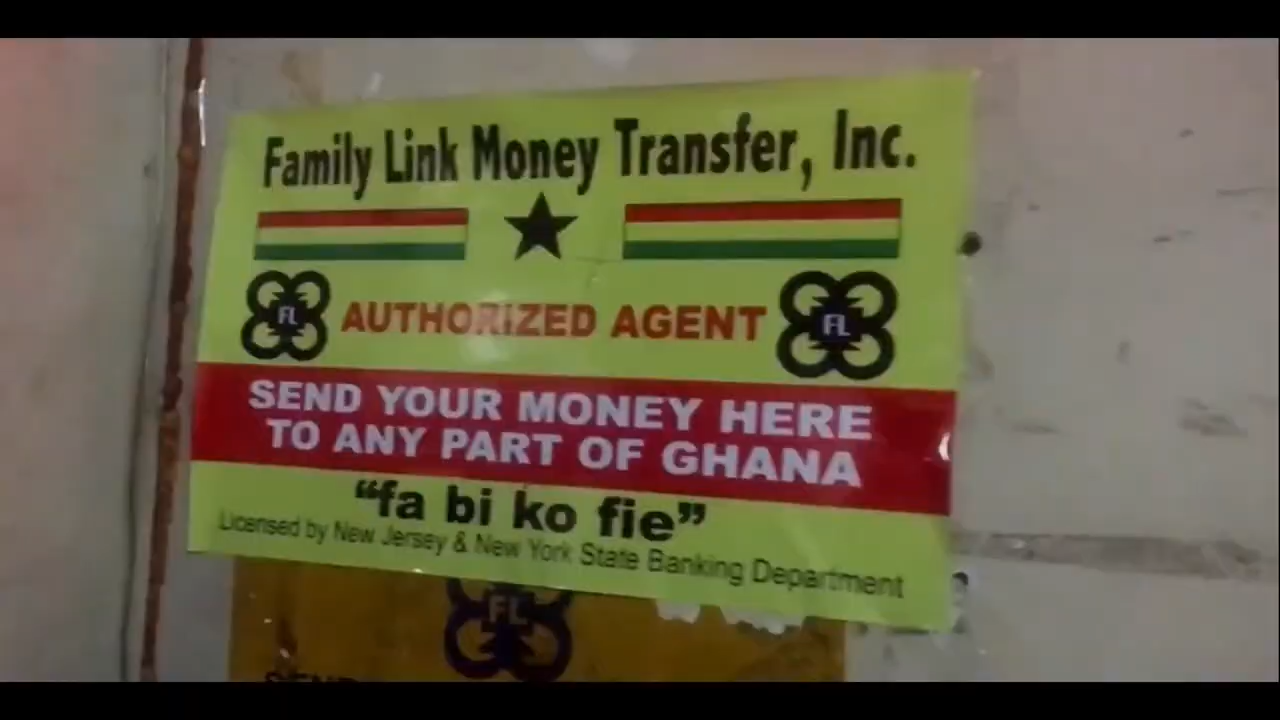 Family Link Money Transfer, Inc.
FL AUTHORIZED AGENT FL
SEND YOUR MONEY HERE
TO ANY PART OF GHANA
“fa bi ko fie”
Licensed by New Jersey & New York State Banking Department
FL
SEND